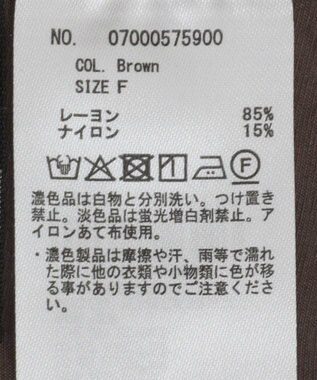 NO. 07000575900
COL. Brown
SIZE F
レーヨン 85%
ナイロン 15%
F
濃色品は白物と分別洗い。つけ置き
禁止。淡色品は蛍光増白剤禁止。ア
イロンあて布使用。
・濃色製品は摩擦や汗、雨等で濡れ
た際に他の衣類や小物類に色が移
る事がありますのでご注意くださ
い。